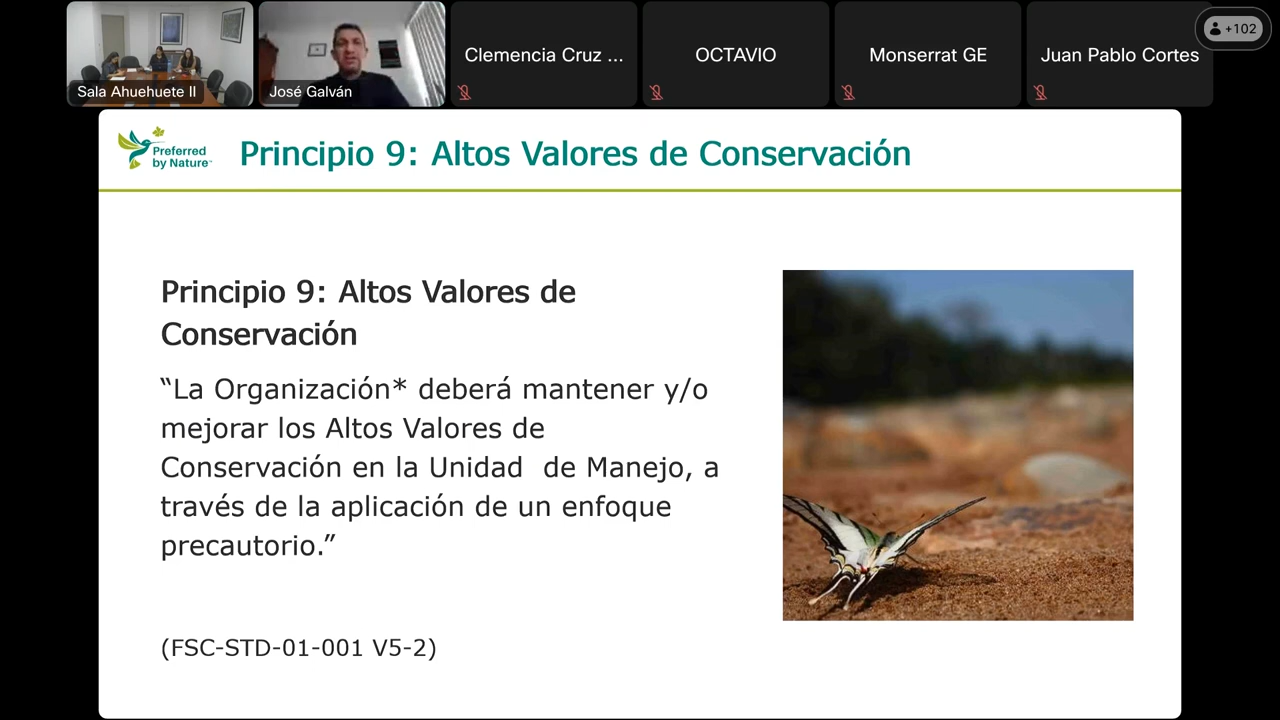 Sala Ahuehuete II
José Galván
Clemencia Cruz ...
OCTAVIO
Monserrat GE
Juan Pablo Cortes
+102
Preferred
by Nature™
Principio 9: Altos Valores de Conservación
Principio 9: Altos Valores de
Conservación
“La Organización* deberá mantener y/o
mejorar los Altos Valores de
Conservación en la Unidad  de Manejo, a
través de la aplicación de un enfoque
precautorio.”
(FSC-STD-01-001 V5-2)